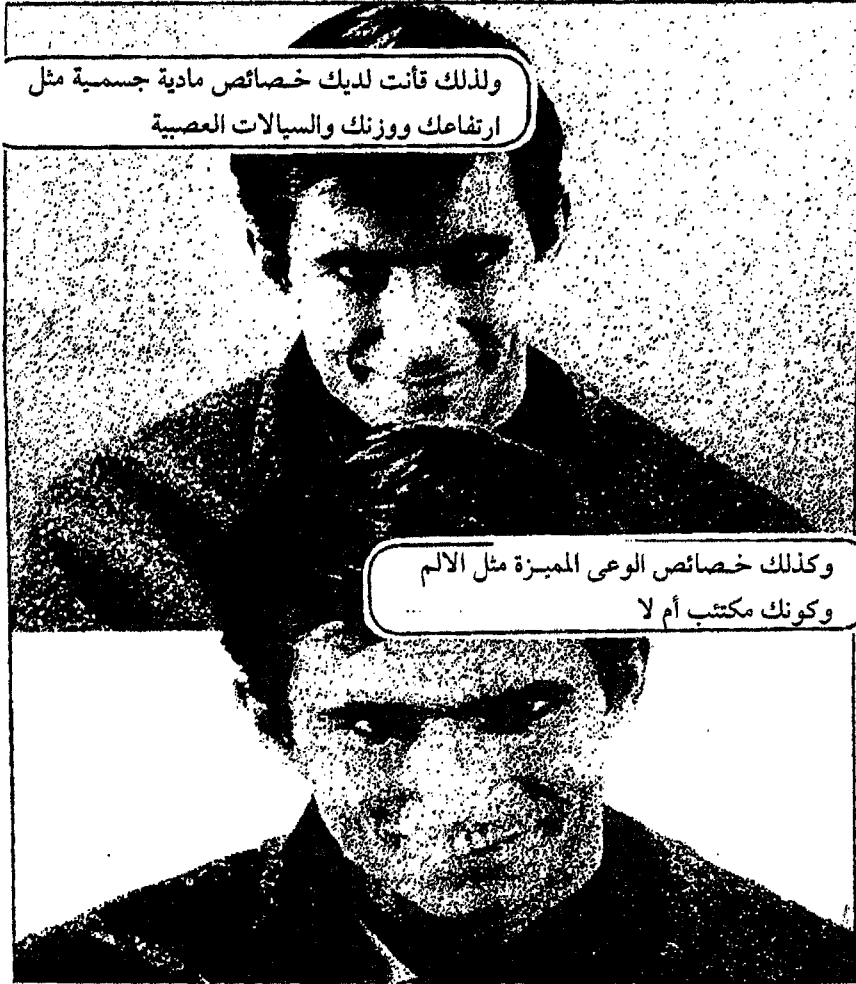 ولذلك قأنت لديك خصائص مادية جسمية مثل
ارتفاعك ووزنك والسيالات العصبية
وكذلك خصائص الوعى المميزة مثل الالم
وكونك مكتئب أم لا